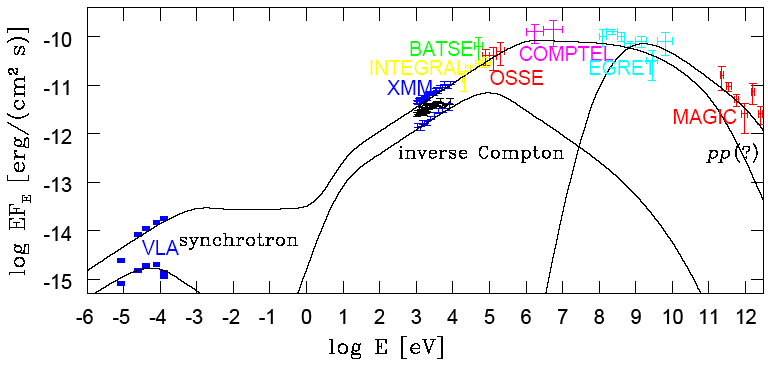 log EF_E [erg/(cm² s)]
-10
-11
-12
-13
-14
-15
BATSE
COMPTEL
INTEGRAL
EGRET
OSSE
XMM
MAGIC
inverse Compton
pp(?)
VLA
synchrotron
-6 -5 -4 -3 -2 -1 0 1 2 3 4 5 6 7 8 9 10 11 12
log E [eV]